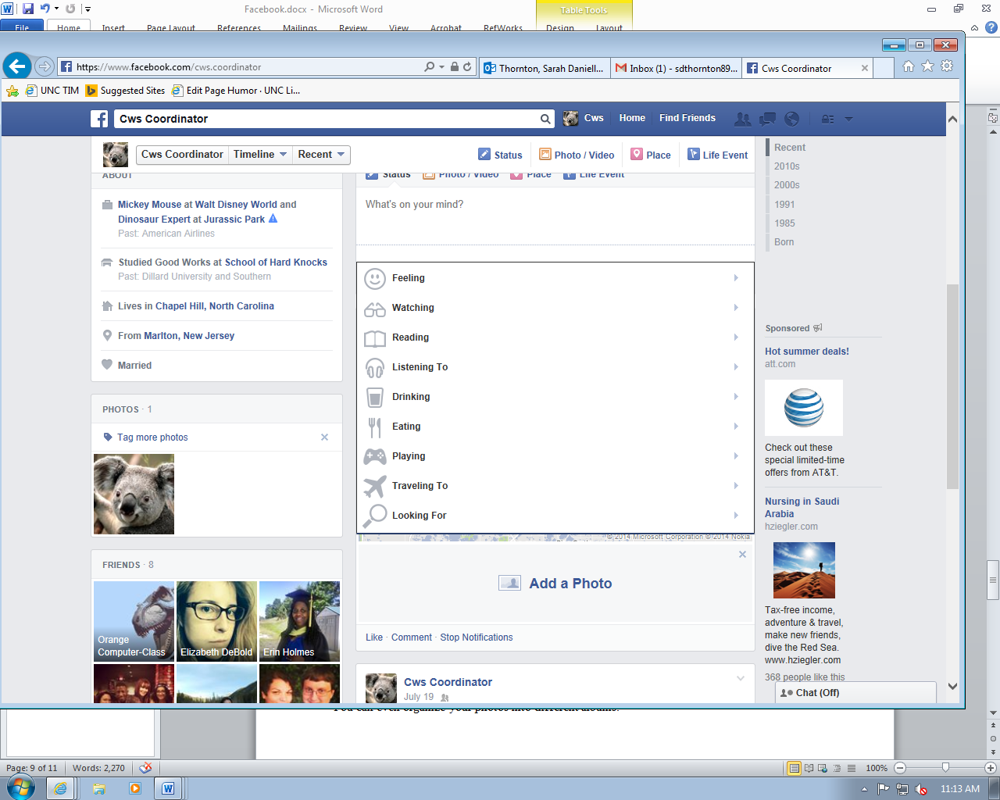 Facebook.docx - Microsoft Word
Table Tools
File Home Insert Page Layout References Mailings Review View Acrobat RefWorks Design Layout
https://www.facebook.com/cws.coordinator
Thornton, Sarah Daniell...
Inbox (1) - sdthornton89...
Cws Coordinator
UNC TIM
Suggested Sites
Edit Page Humor · UNC Li...
Cws Coordinator
Cws
Home
Find Friends
Cws Coordinator
Timeline
Recent
Status
Photo / Video
Place
Life Event
ABOUT
Mickey Mouse at Walt Disney World and
Dinosaur Expert at Jurassic Park
Past: American Airlines
Studied Good Works at School of Hard Knocks
Past: Dillard University and Southern
Lives in Chapel Hill, North Carolina
From Marlton, New Jersey
Married
PHOTOS · 1
Tag more photos
FRIENDS · 8
Orange
Computer-Class
Elizabeth DeBold
Erin Holmes
Status
Photo / Video
Place
Life Event
What's on your mind?
Feeling
Watching
Reading
Listening To
Drinking
Eating
Playing
Traveling To
Looking For
© 2014 Microsoft Corporation © 2014 Nokia
Add a Photo
Like · Comment · Stop Notifications
Cws Coordinator
July 19
Recent
2010s
2000s
1991
1985
Born
Sponsored
Hot summer deals!
att.com
Check out these
special limited-time
offers from AT&T.
Nursing in Saudi
Arabia
hziegler.com
Tax-free income,
adventure & travel,
make new friends,
dive the Red Sea.
www.hziegler.com
368 people like this
Chat (Off)
You can even organize your photos into different albums.
Page: 9 of 11
Words: 2,270
100%
11:13 AM